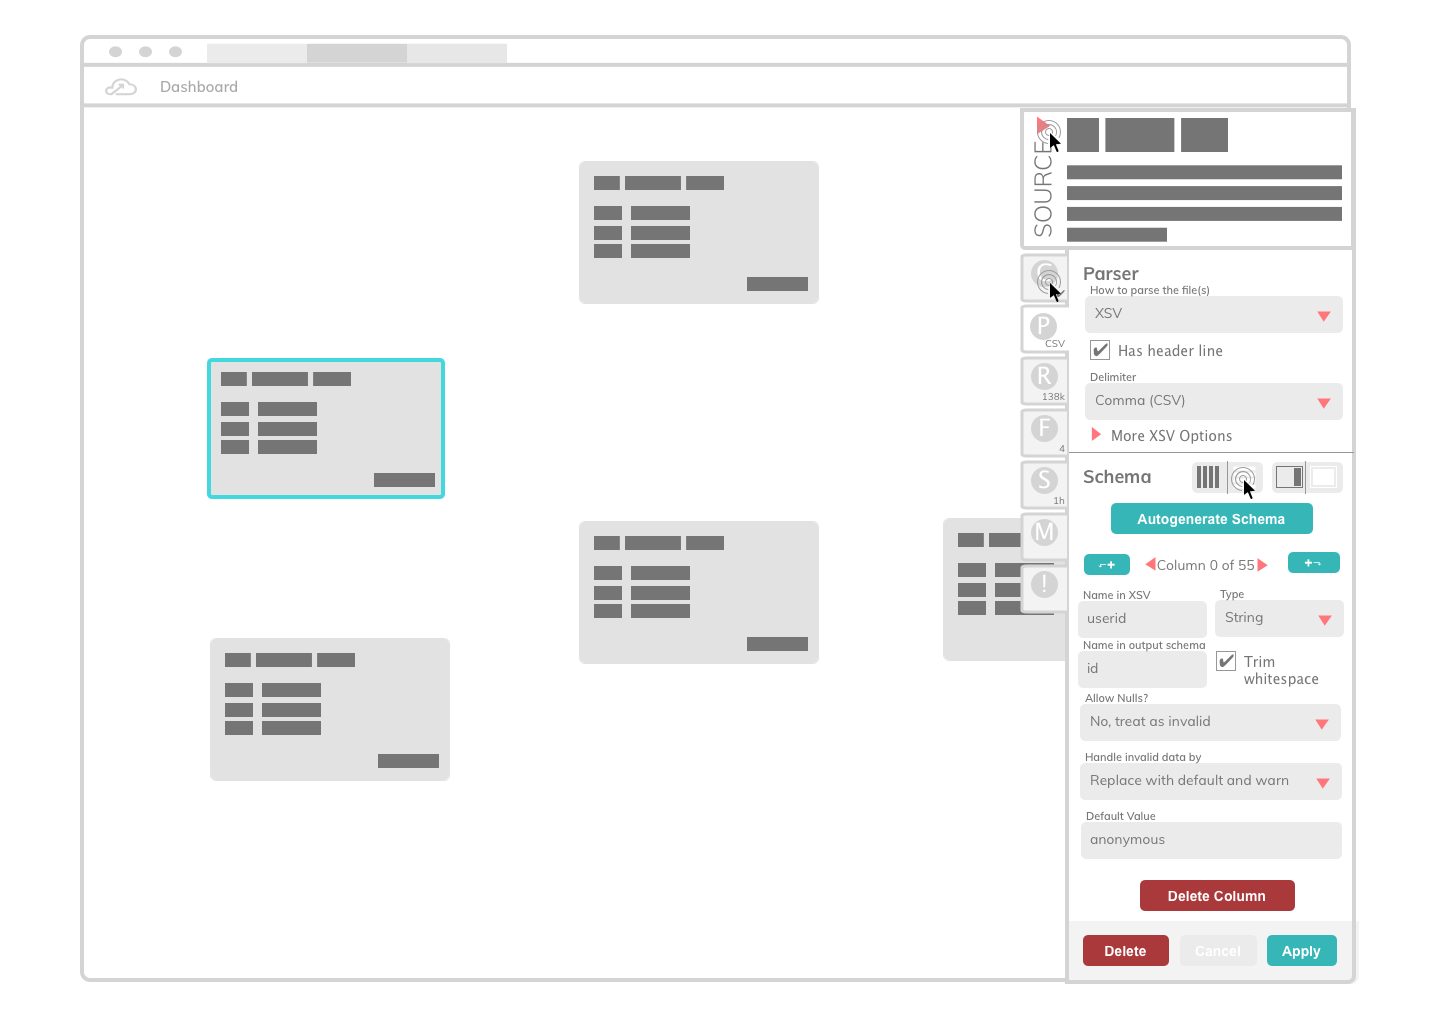 Dashboard
SOURCE
Parser
How to parse the file(s)
XSV
P
CSV
Has header line
R
138k
Delimiter
Comma (CSV)
F
4
More XSV Options
S
1h
Schema
Autogenerate Schema
M
Column 0 of 55
!
Name in XSV
Type
userid
String
Name in output schema
id
Trim
whitespace
Allow Nulls?
No, treat as invalid
Handle invalid data by
Replace with default and warn
Default Value
anonymous
Delete Column
Delete
Cancel
Apply